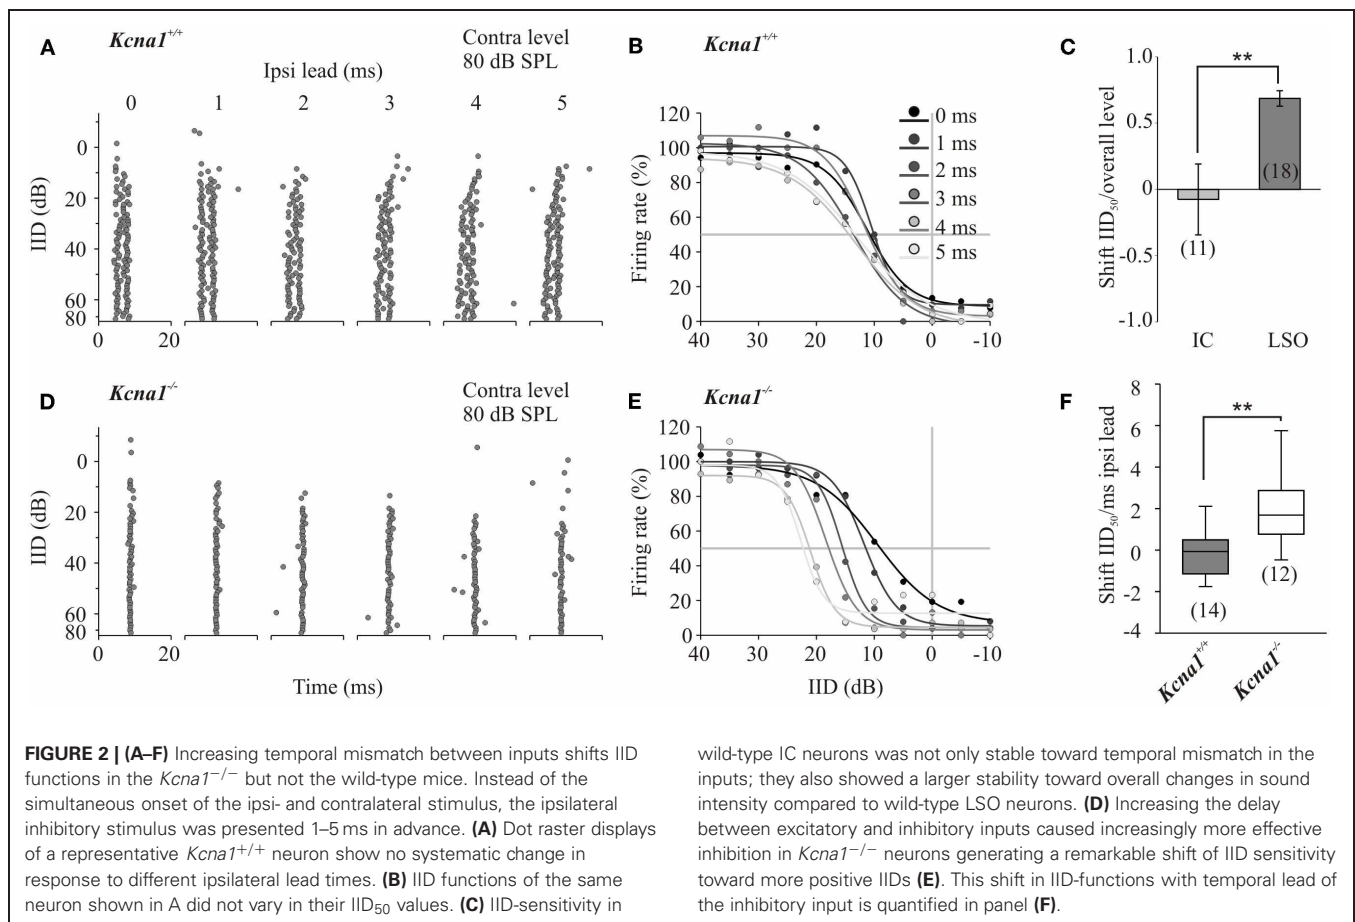 A
Kcna1+/+
Contra level
80 dB SPL
Ipsi lead (ms)
0 1 2 3 4 5
IID (dB)
0
20
40
60
80
0 20
B
Kcna1+/+
Firing rate (%)
120
100
80
60
40
20
0
40 30 20 10 0 -10
0 ms
1 ms
2 ms
3 ms
4 ms
5 ms
C
Shift IID50/overall level
1.0
0.5
0
-0.5
-1.0
**
(11)
(18)
IC LSO
D
Kcna1-/-
Contra level
80 dB SPL
IID (dB)
0
20
40
60
80
0 20
Time (ms)
E
Kcna1-/-
Firing rate (%)
120
100
80
60
40
20
0
40 30 20 10 0 -10
IID (dB)
F
Shift IID50/ms ipsi lead
8
6
4
2
0
-2
-4
**
(14)
(12)
Kcna1+/+
Kcna1-/-
FIGURE 2 | (A–F) Increasing temporal mismatch between inputs shifts IID
functions in the Kcna1−/− but not the wild-type mice. Instead of the
simultaneous onset of the ipsi- and contralateral stimulus, the ipsilateral
inhibitory stimulus was presented 1–5 ms in advance. (A) Dot raster displays
of a representative Kcna1+/+ neuron show no systematic change in
response to different ipsilateral lead times. (B) IID functions of the same
neuron shown in A did not vary in their IID50 values. (C) IID-sensitivity in
wild-type IC neurons was not only stable toward temporal mismatch in the
inputs; they also showed a larger stability toward overall changes in sound
intensity compared to wild-type LSO neurons. (D) Increasing the delay
between excitatory and inhibitory inputs caused increasingly more effective
inhibition in Kcna1−/− neurons generating a remarkable shift of IID sensitivity
toward more positive IIDs (E). This shift in IID-functions with temporal lead of
the inhibitory input is quantified in panel (F).